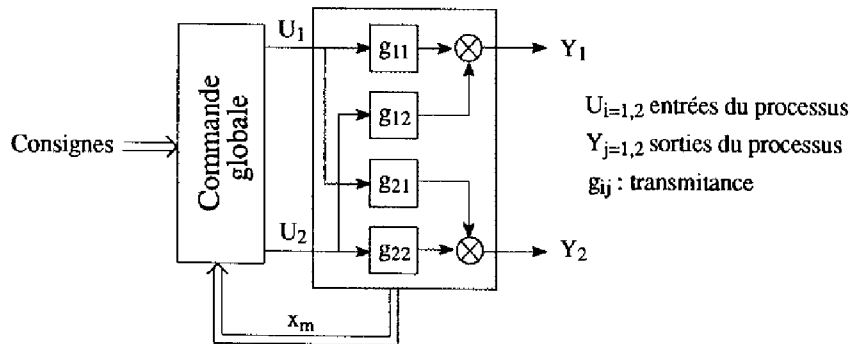 U1
g11
Y1
g12
Ui=1,2 entrées du processus
Consignes
Commande
globale
Yj=1,2 sorties du processus
g21
gij : transmitance
U2
g22
Y2
xm